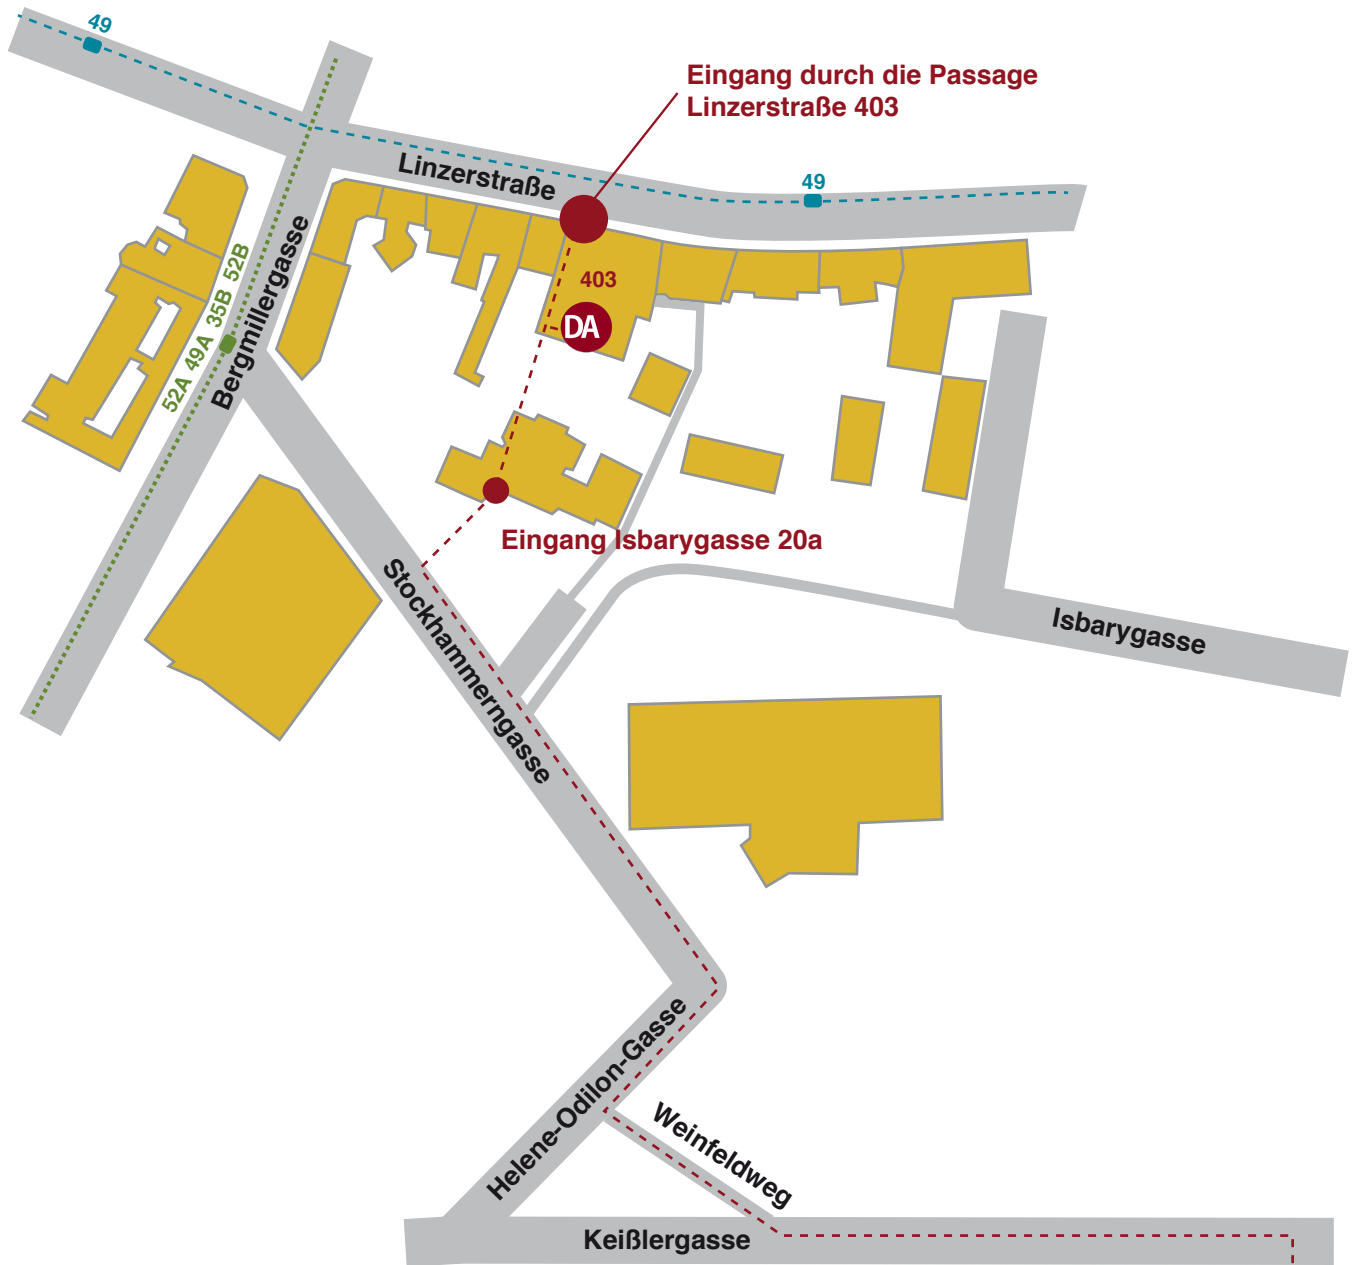 49
Eingang durch die Passage
Linzerstraße 403
Linzerstraße
49
Bergmillergasse
52A 49A 35B 52B
403
DA
Eingang Isbarygasse 20a
Stockhammerngasse
Isbarygasse
Helene-Odilon-Gasse
Weinfeldweg
Keißlergasse